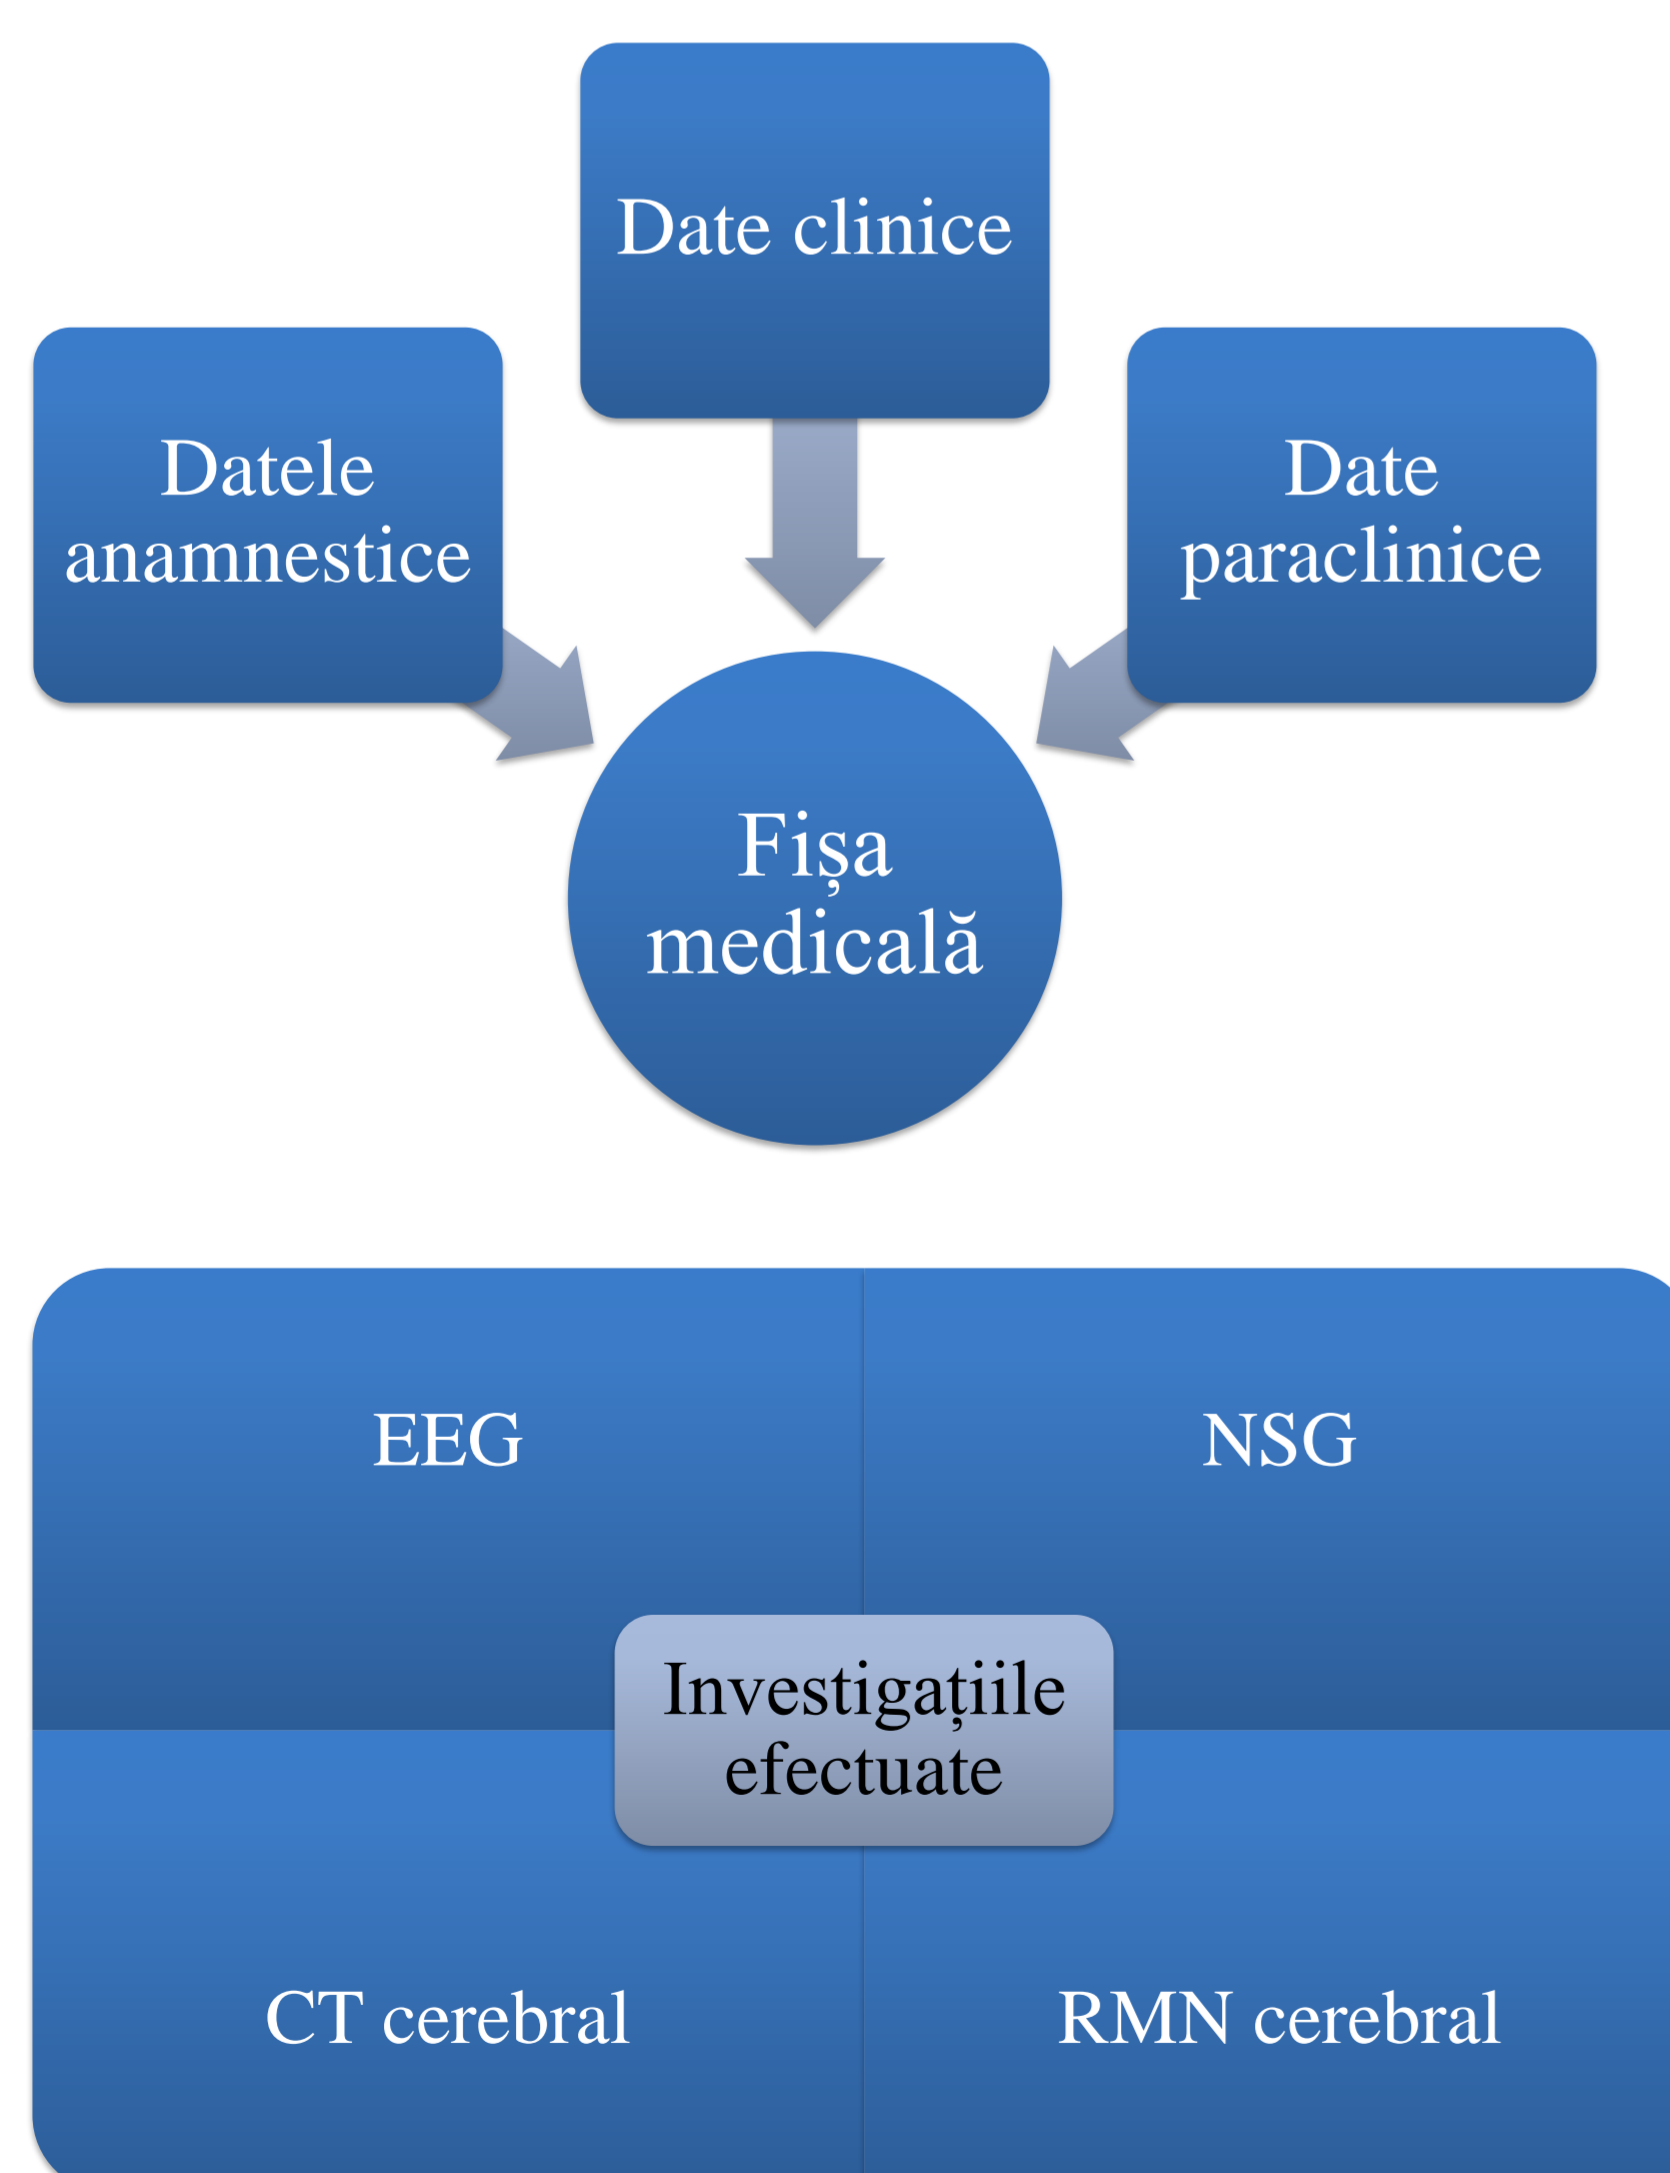 Date clinice
Datele
anamnestice
Date
paraclinice
Fișa
medicală
EEG
NSG
Investigațiile
efectuate
CT cerebral
RMN cerebral